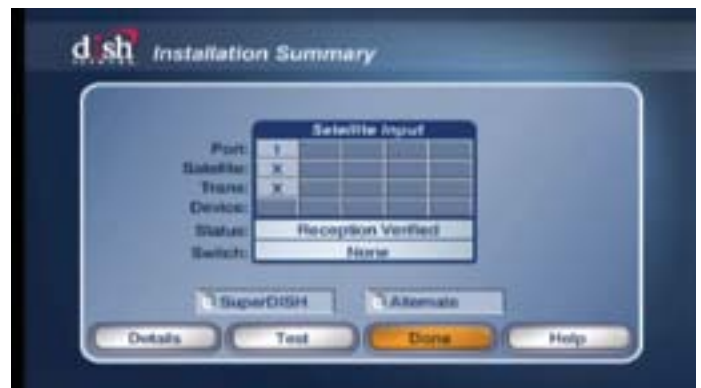 dish Installation Summary
NETWORK
Satellite Input
Port: 1
Satellite: X
Trans: X
Device:
Status: Reception Verified
Switch: None
SuperDISH Alternate
Details Test Done Help